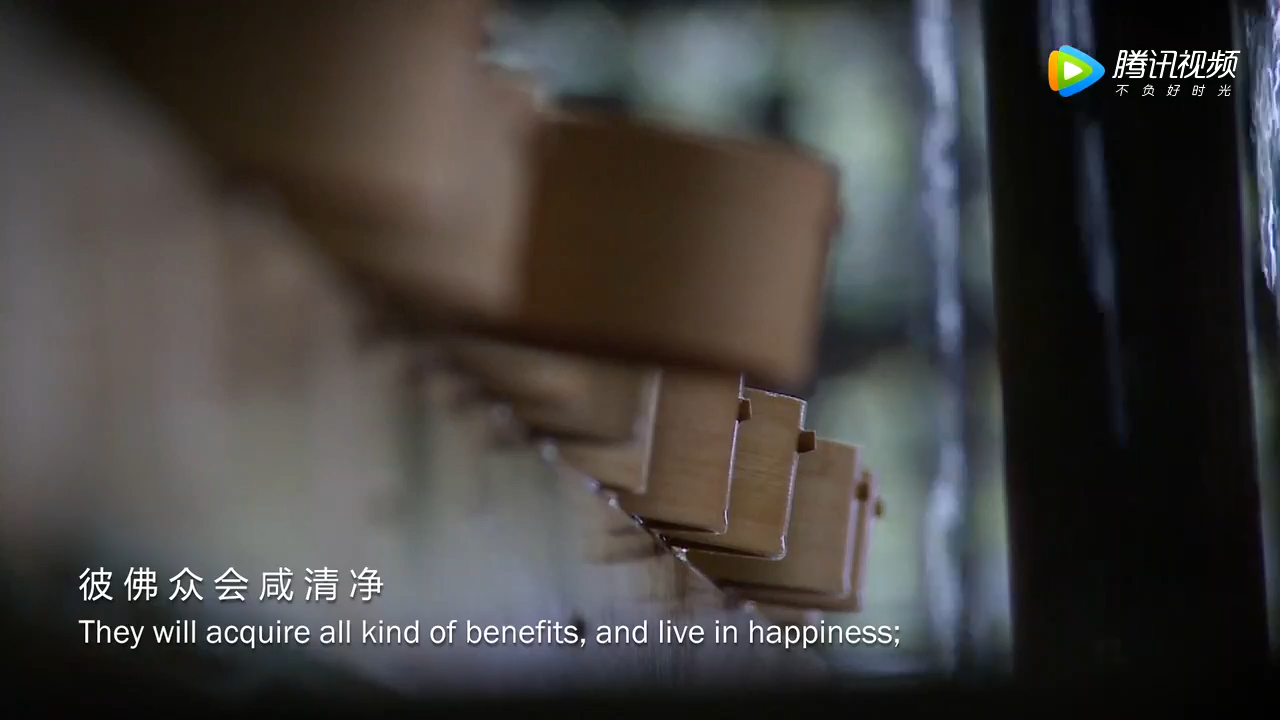 腾讯视频
不负好时光
彼佛众会咸清净
They will acquire all kind of benefits, and live in happiness;